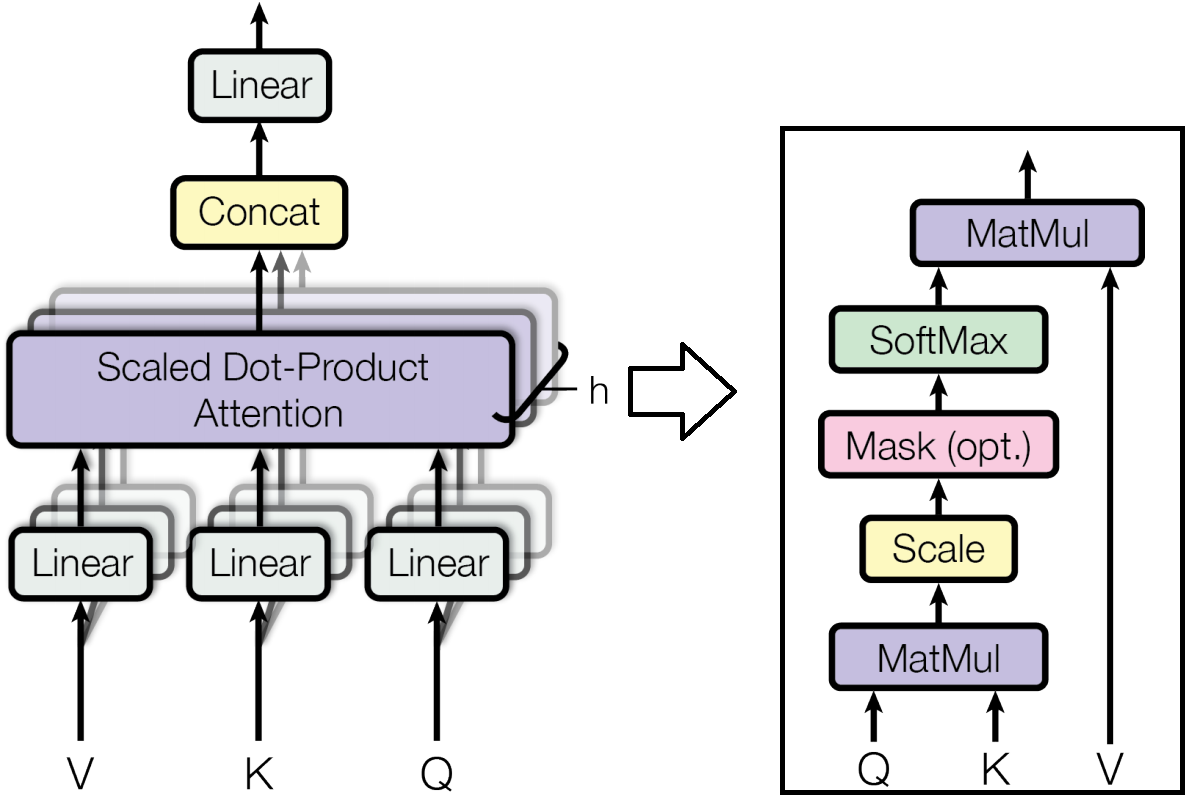 Linear
Concat
Scaled Dot-Product
Attention
h
Linear Linear Linear
V K Q
MatMul
SoftMax
Mask (opt.)
Scale
MatMul
Q K V